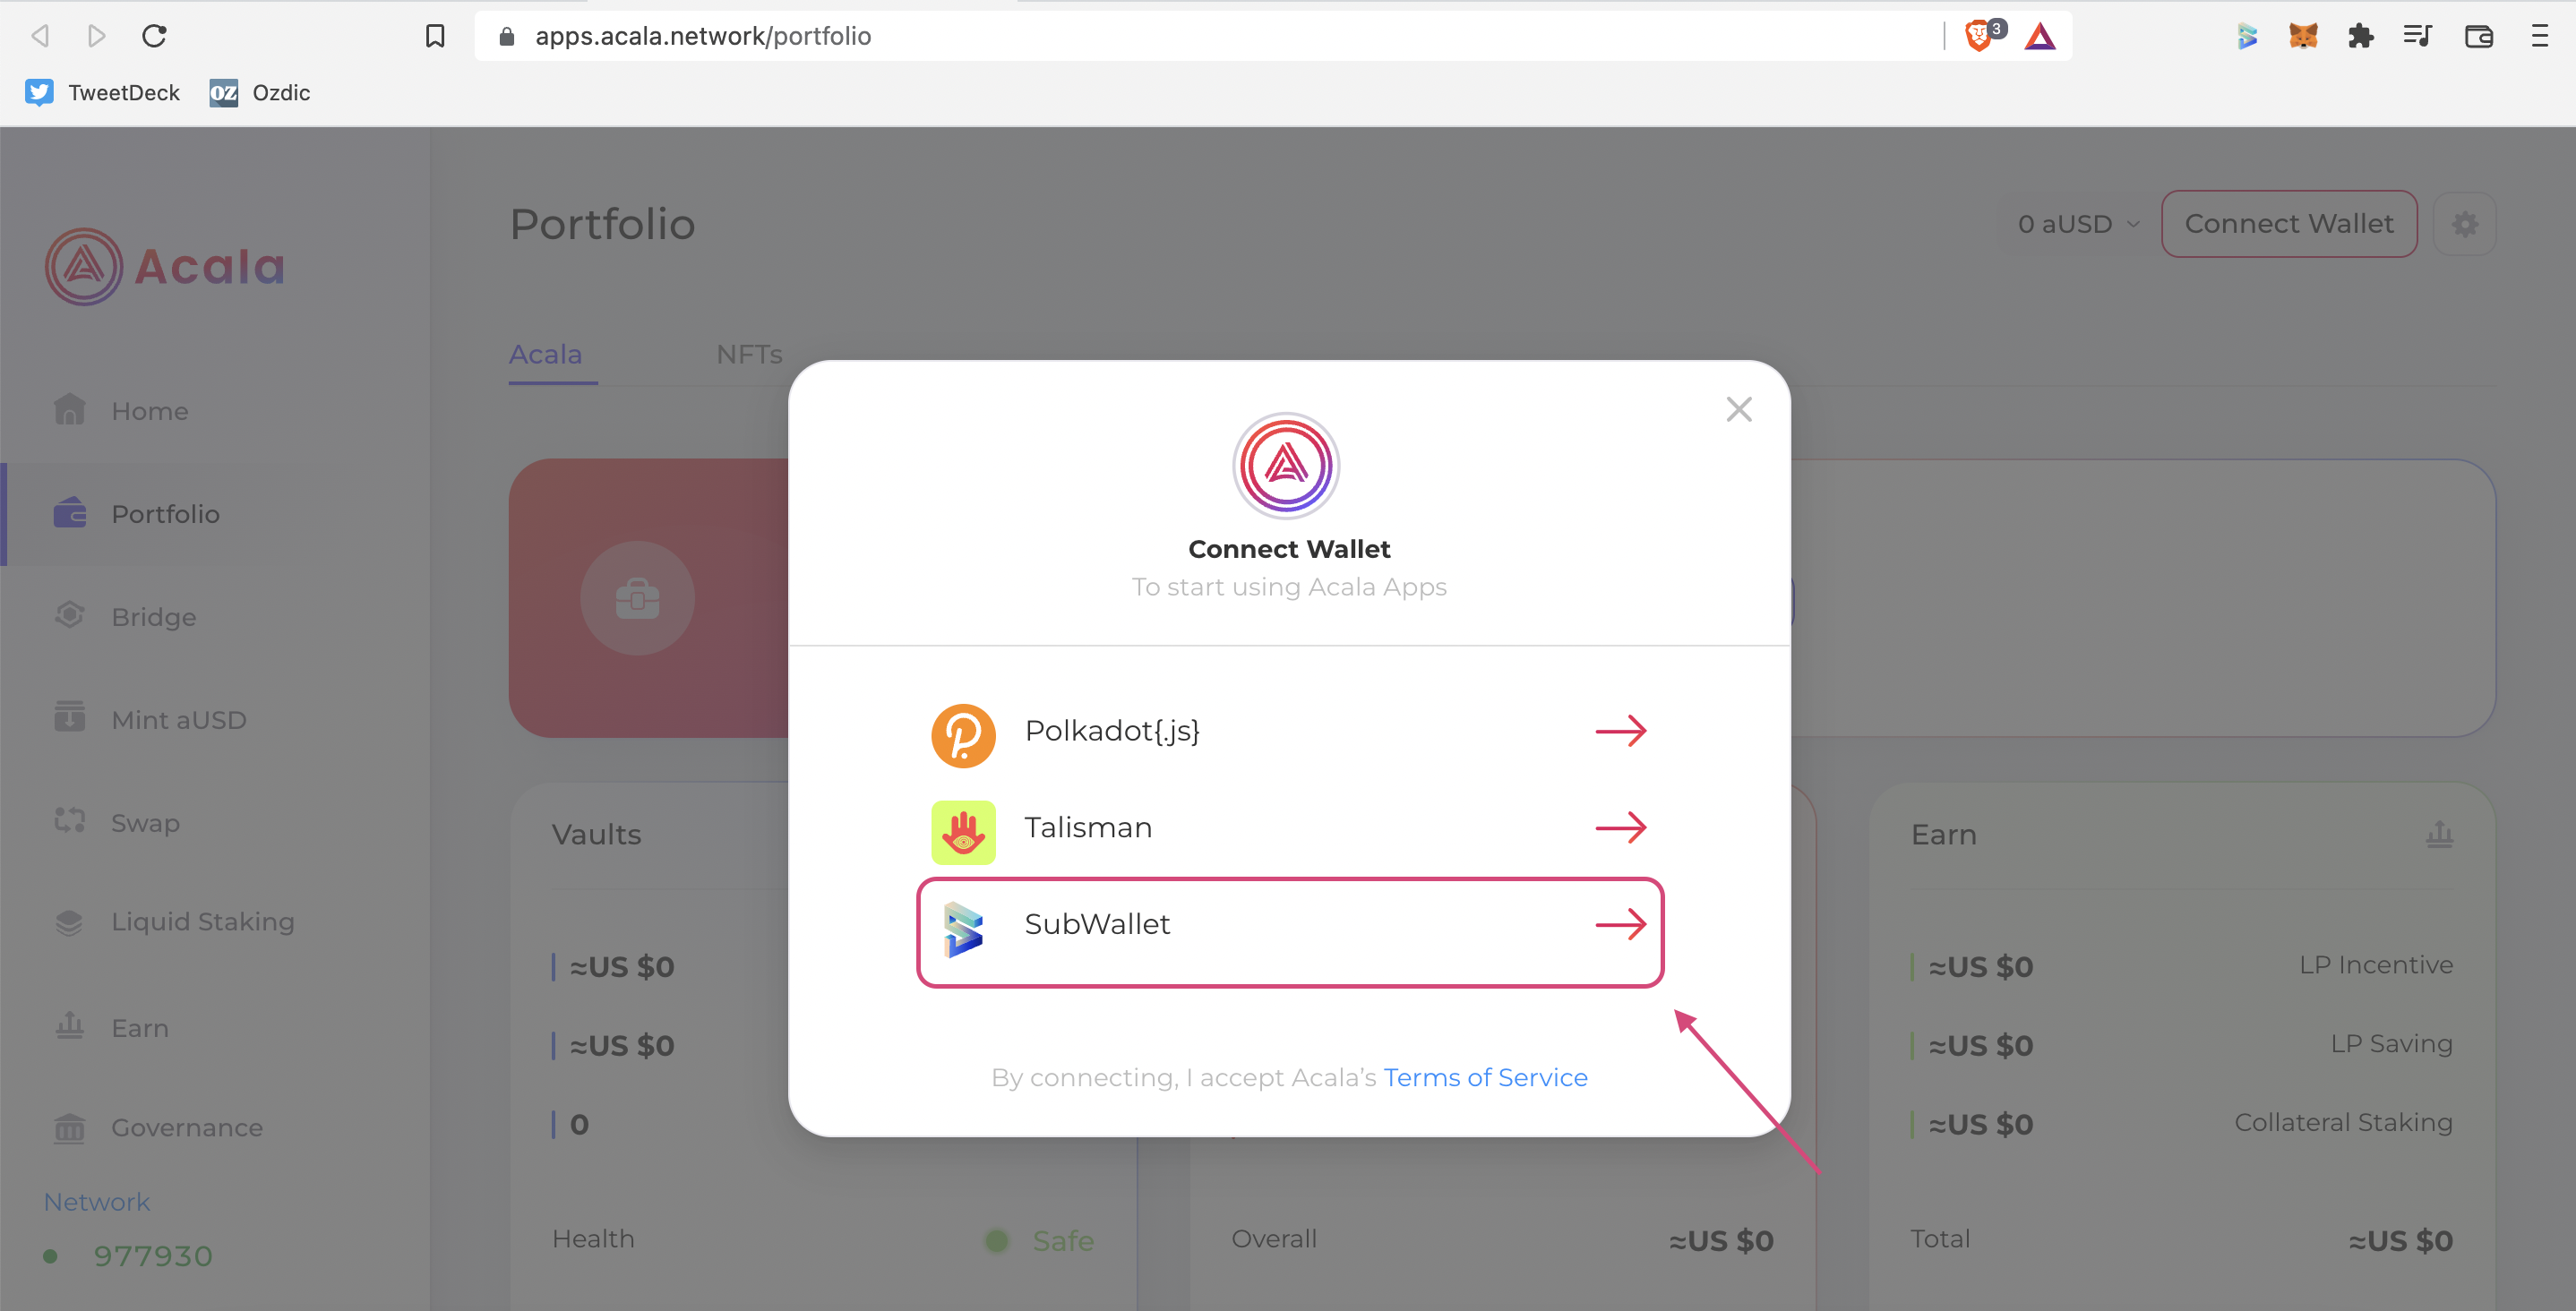 apps.acala.network/portfolio
3
TweetDeck
OZ
Ozdic
Acala
Home
Portfolio
Bridge
Mint aUSD
Swap
Liquid Staking
Earn
Governance
Network
977930
Portfolio
0 aUSD
Connect Wallet
Acala
NFTs
Connect Wallet
To start using Acala Apps
Polkadot{.js}
Talisman
SubWallet
By connecting, I accept Acala’s Terms of Service
Vaults
≈US $0
≈US $0
0
Health
Safe
Overall
≈US $0
Earn
≈US $0
LP Incentive
≈US $0
LP Saving
≈US $0
Collateral Staking
Total
≈US $0